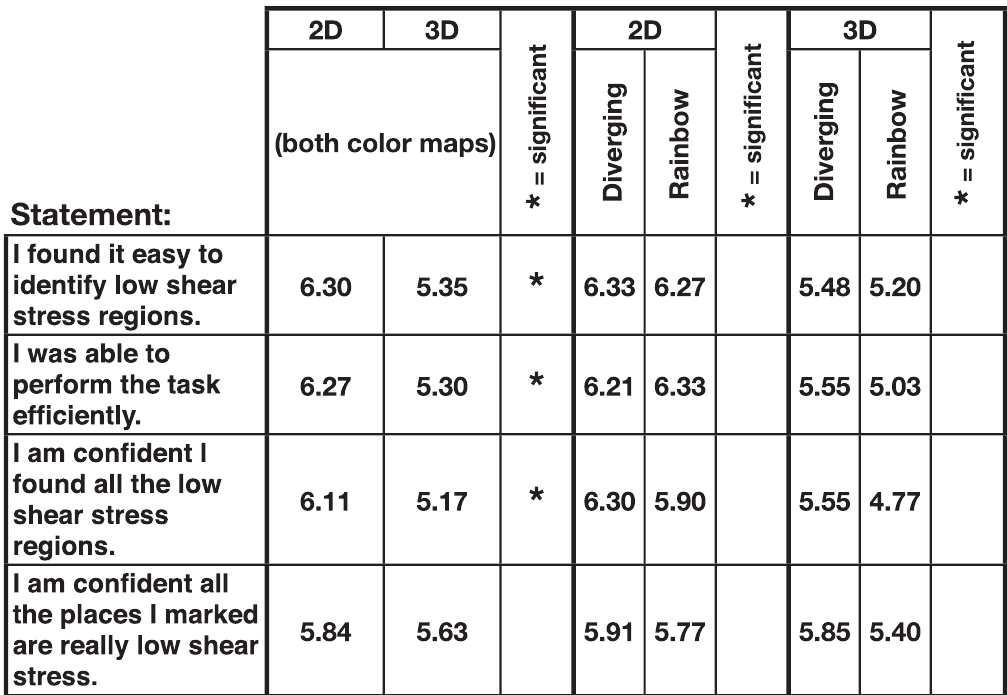 2D 3D 2D 3D
(both color maps) * = significant Diverging Rainbow * = significant Diverging Rainbow * = significant
Statement:
I found it easy to
identify low shear 6.30 5.35 * 6.33 6.27 5.48 5.20
stress regions.
I was able to
perform the task 6.27 5.30 * 6.21 6.33 5.55 5.03
efficiently.
I am confident I
found all the low 6.11 5.17 * 6.30 5.90 5.55 4.77
shear stress
regions.
I am confident all
the places I marked 5.84 5.63 5.91 5.77 5.85 5.40
are really low shear
stress.